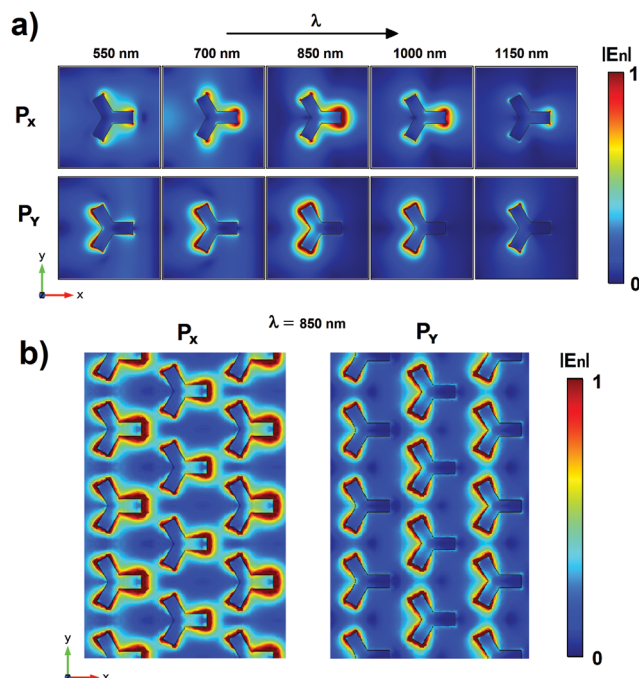 a)
λ
550 nm 700 nm 850 nm 1000 nm 1150 nm
|En|
1
Px
PY
0
y
x
λ = 850 nm
Px PY
b)
|En|
1
0
y
x